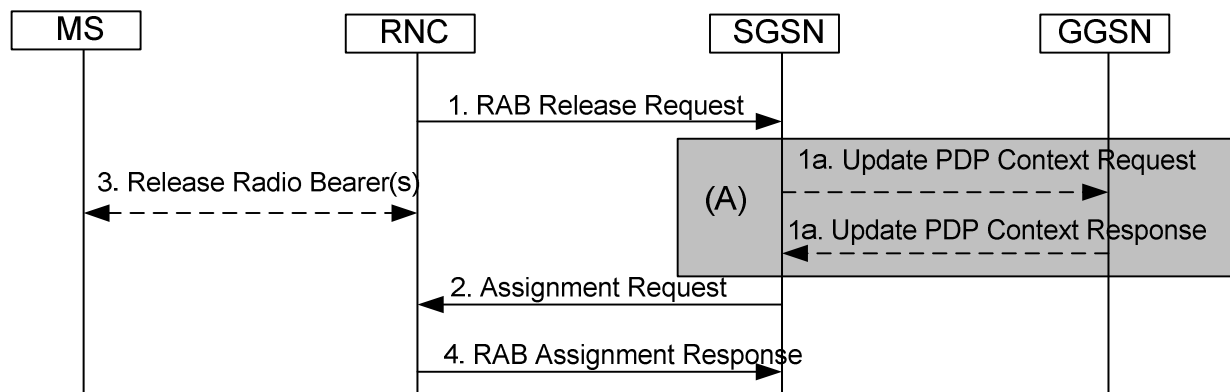 MS
RNC
SGSN
GGSN
1. RAB Release Request
1a. Update PDP Context Request
3. Release Radio Bearer(s)
(A)
1a. Update PDP Context Response
2. Assignment Request
4. RAB Assignment Response